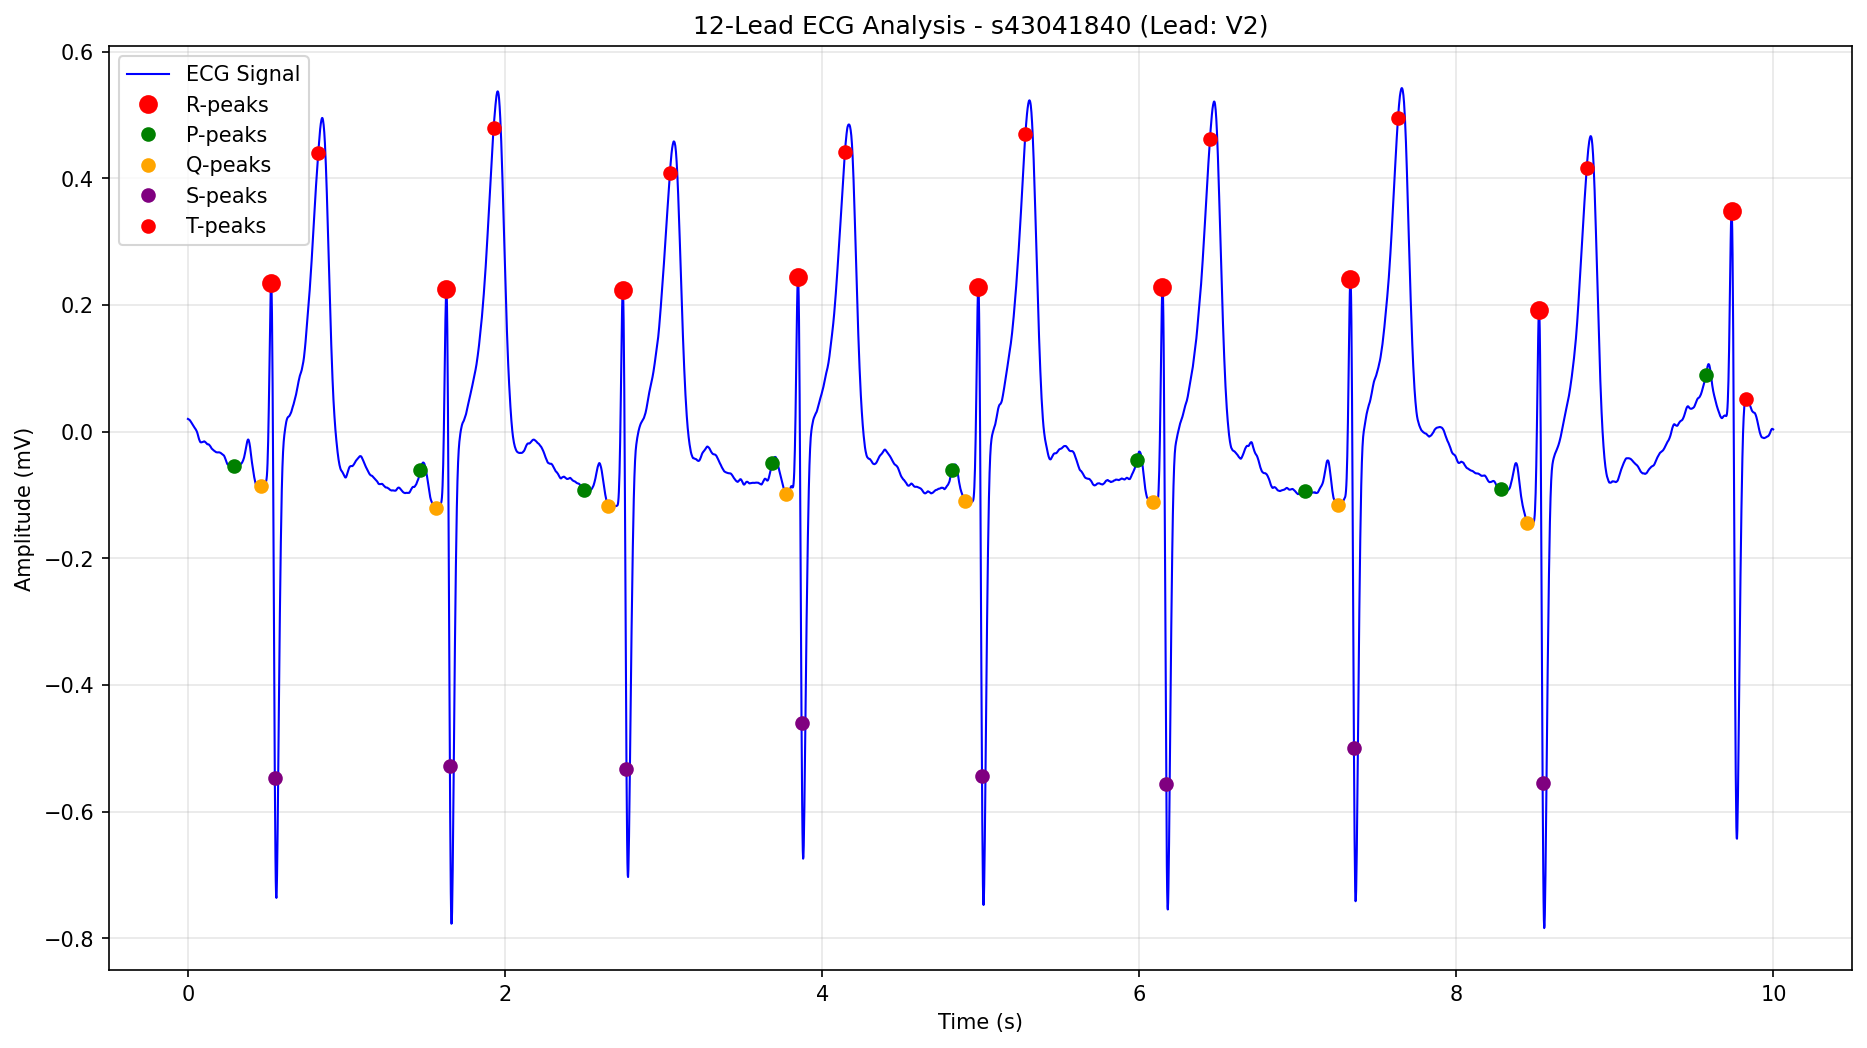 12-Lead ECG Analysis - s43041840 (Lead: V2)
ECG Signal
R-peaks
P-peaks
Q-peaks
S-peaks
T-peaks
0.6
0.4
0.2
0.0
−0.2
−0.4
−0.6
−0.8
Amplitude (mV)
0 2 4 6 8 10
Time (s)